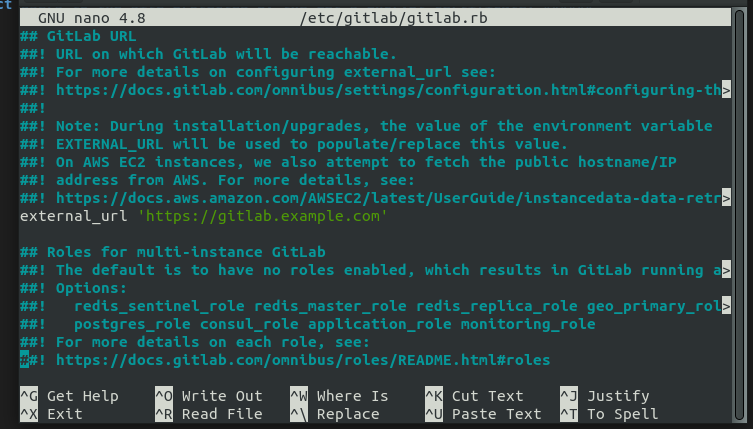 ct
GNU nano 4.8 /etc/gitlab/gitlab.rb
## GitLab URL
##! URL on which GitLab will be reachable.
##! For more details on configuring external_url see:
##! https://docs.gitlab.com/omnibus/settings/configuration.html#configuring-th>
##!
##! Note: During installation/upgrades, the value of the environment variable
##! EXTERNAL_URL will be used to populate/replace this value.
##! On AWS EC2 instances, we also attempt to fetch the public hostname/IP
##! address from AWS. For more details, see:
##! https://docs.aws.amazon.com/AWSEC2/latest/UserGuide/instancedata-data-retr>
external_url 'https://gitlab.example.com'
## Roles for multi-instance GitLab
##! The default is to have no roles enabled, which results in GitLab running a>
##! Options:
##!   redis_sentinel_role redis_master_role redis_replica_role geo_primary_rol>
##!   postgres_role consul_role application_role monitoring_role
##! For more details on each role, see:
##! https://docs.gitlab.com/omnibus/roles/README.html#roles
^G Get Help ^O Write Out ^W Where Is ^K Cut Text ^J Justify
^X Exit ^R Read File ^\ Replace ^U Paste Text ^T To Spell